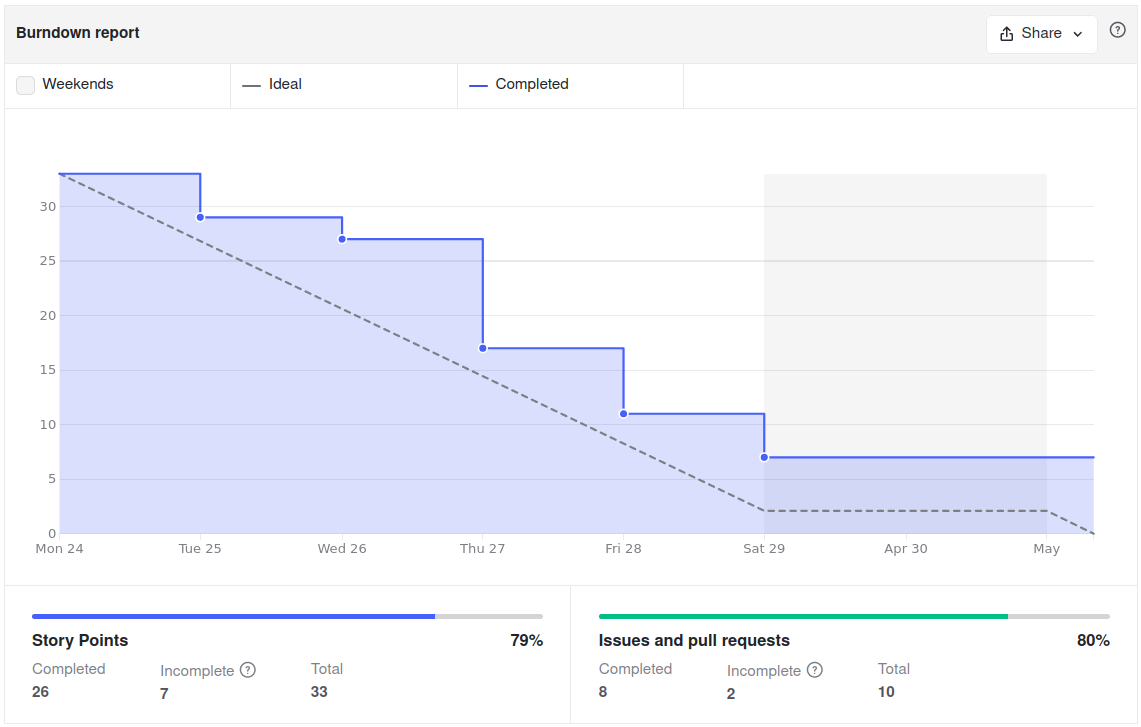 Burndown report
Share
Weekends
Ideal
Completed
30
25
20
15
10
5
0
Mon 24 Tue 25 Wed 26 Thu 27 Fri 28 Sat 29 Apr 30 May
Story Points 79%
Completed Incomplete ? Total
26 7 33
Issues and pull requests 80%
Completed Incomplete ? Total
8 2 10